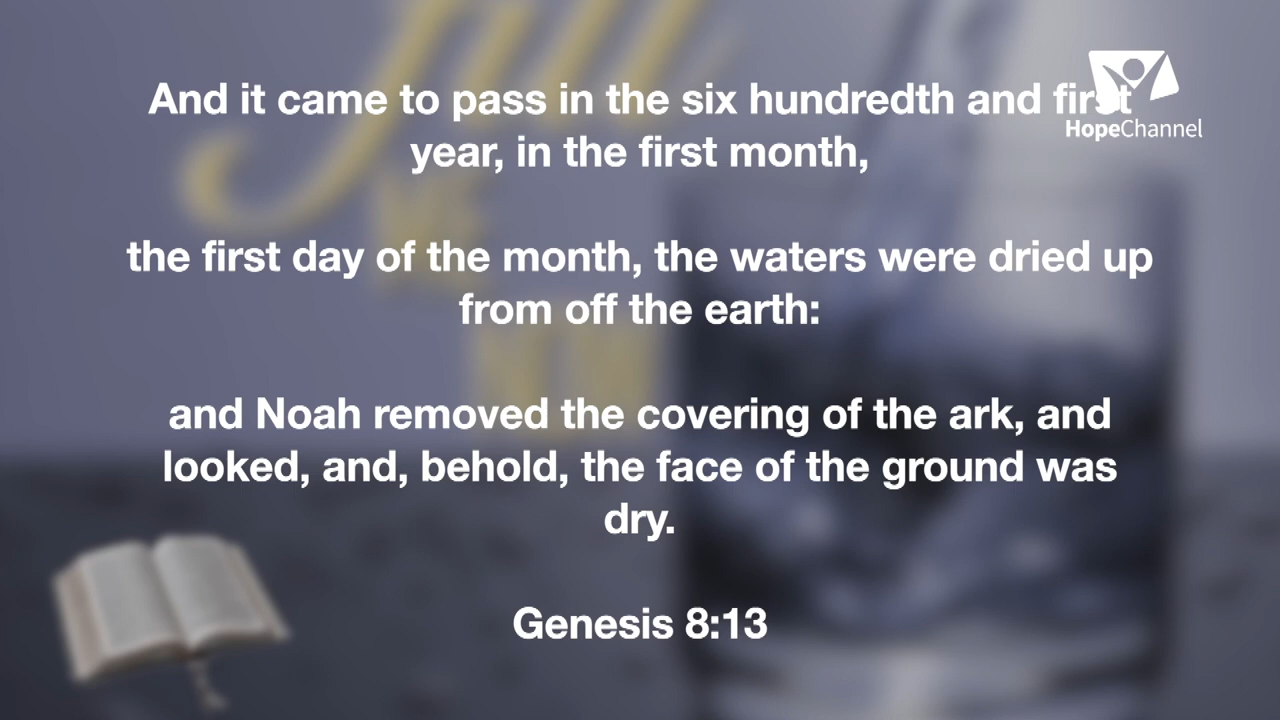 And it came to pass in the six hundredth and first
HopeChannel
year, in the first month,
the first day of the month, the waters were dried up
from off the earth:
and Noah removed the covering of the ark, and
looked, and, behold, the face of the ground was
dry.
Genesis 8:13